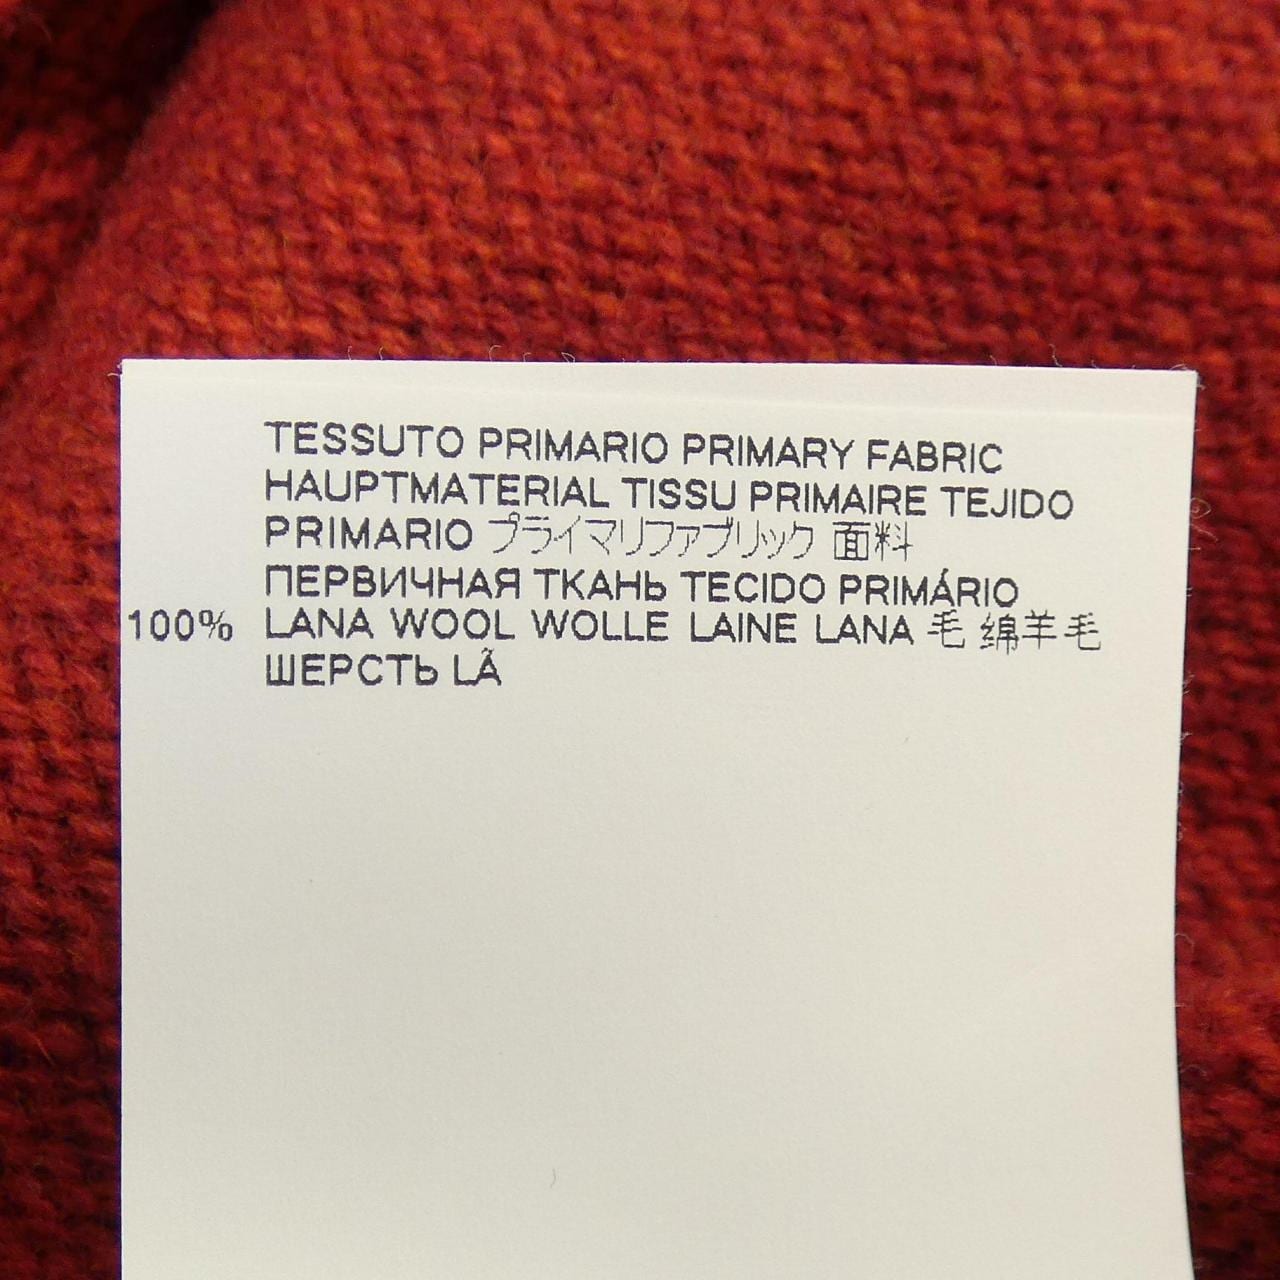 TESSUTO PRIMARIO PRIMARY FABRIC
HAUPTMATERIAL TISSU PRIMAIRE TEJIDO
PRIMARIO プライマリファブリック 面料
ПЕРВИЧНАЯ ТКАНЬ TECIDO PRIMÁRIO
100% LANA WOOL WOLLE LAINE LANA 毛 绵羊毛
ШЕРСТЬ LÃ